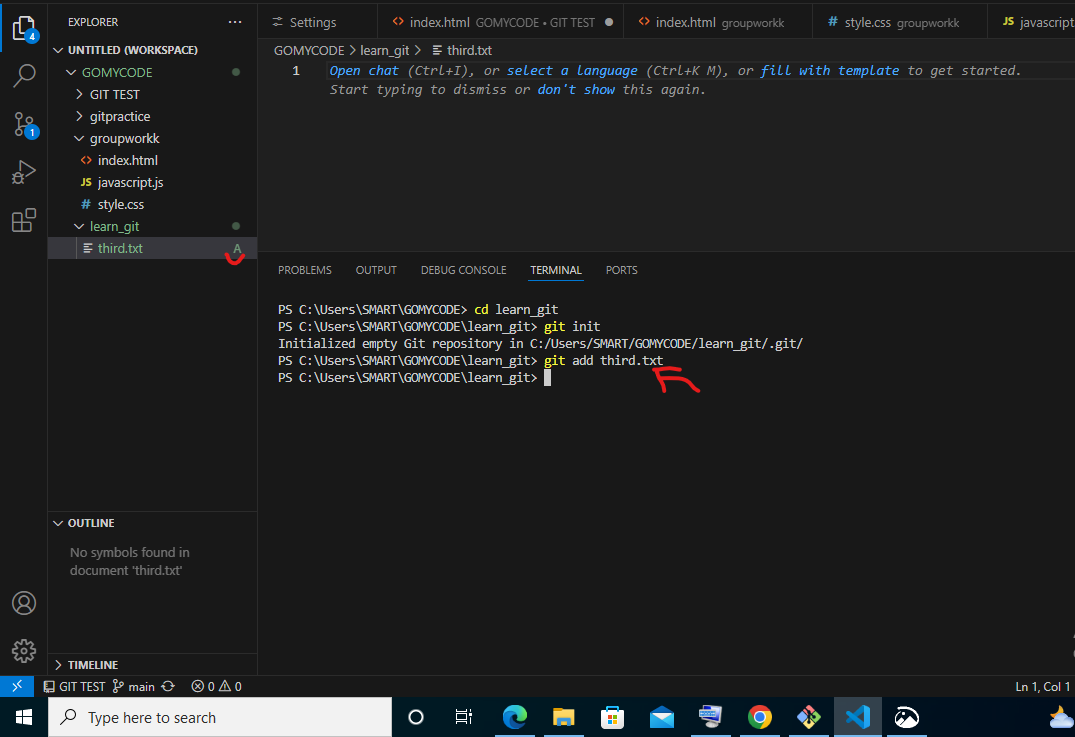 EXPLORER
4
UNTITLED (WORKSPACE)
GOMYCODE
GIT TEST
gitpractice
groupworkk
<> index.html
JS javascript.js
# style.css
learn_git
third.txt A
1
OUTLINE
No symbols found in
document 'third.txt'
TIMELINE
Settings
<> index.html GOMYCODE • GIT TEST
<> index.html groupworkk
# style.css groupworkk
JS javascript
GOMYCODE > learn_git > third.txt
1 Open chat (Ctrl+I), or select a language (Ctrl+K M), or fill with template to get started.
Start typing to dismiss or don't show this again.
PROBLEMS OUTPUT DEBUG CONSOLE TERMINAL PORTS
PS C:\Users\SMART\GOMYCODE> cd learn_git
PS C:\Users\SMART\GOMYCODE\learn_git> git init
Initialized empty Git repository in C:/Users/SMART/GOMYCODE/learn_git/.git/
PS C:\Users\SMART\GOMYCODE\learn_git> git add third.txt
PS C:\Users\SMART\GOMYCODE\learn_git>
GIT TEST main 0 0 Ln 1, Col 1
Type here to search